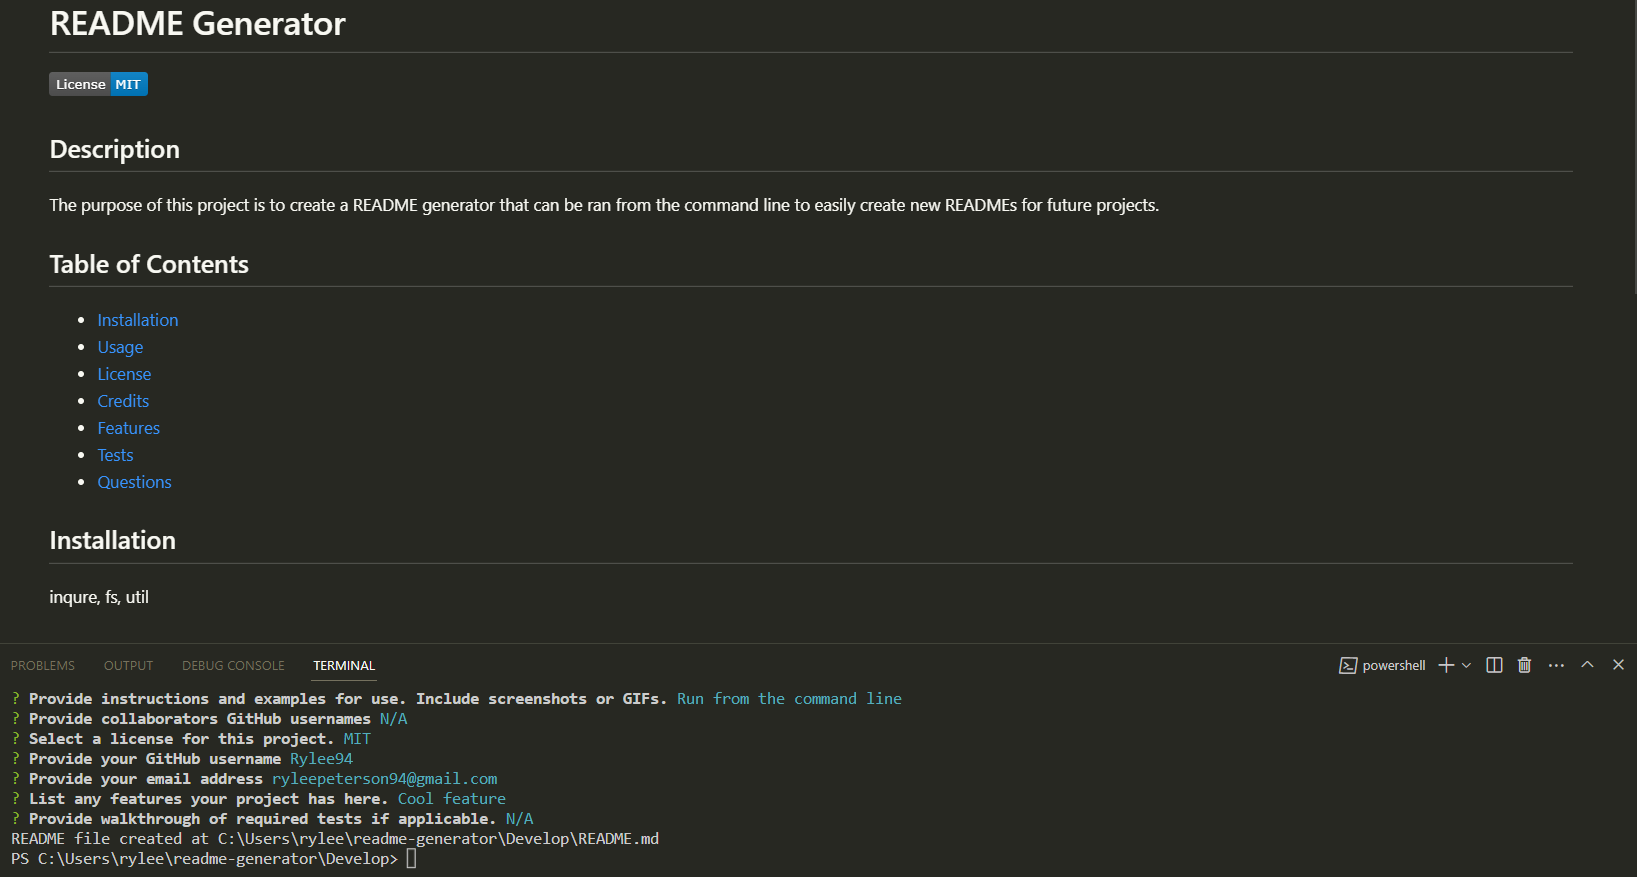 README Generator
License MIT
Description
The purpose of this project is to create a README generator that can be ran from the command line to easily create new READMEs for future projects.
Table of Contents
Installation
Usage
License
Credits
Features
Tests
Questions
Installation
inqure, fs, util
PROBLEMS OUTPUT DEBUG CONSOLE TERMINAL powershell
? Provide instructions and examples for use. Include screenshots or GIFs. Run from the command line
? Provide collaborators GitHub usernames N/A
? Select a license for this project. MIT
? Provide your GitHub username Rylee94
? Provide your email address ryleepeterson94@gmail.com
? List any features your project has here. Cool feature
? Provide walkthrough of required tests if applicable. N/A
README file created at C:\Users\rylee\readme-generator\Develop\README.md
PS C:\Users\rylee\readme-generator\Develop>